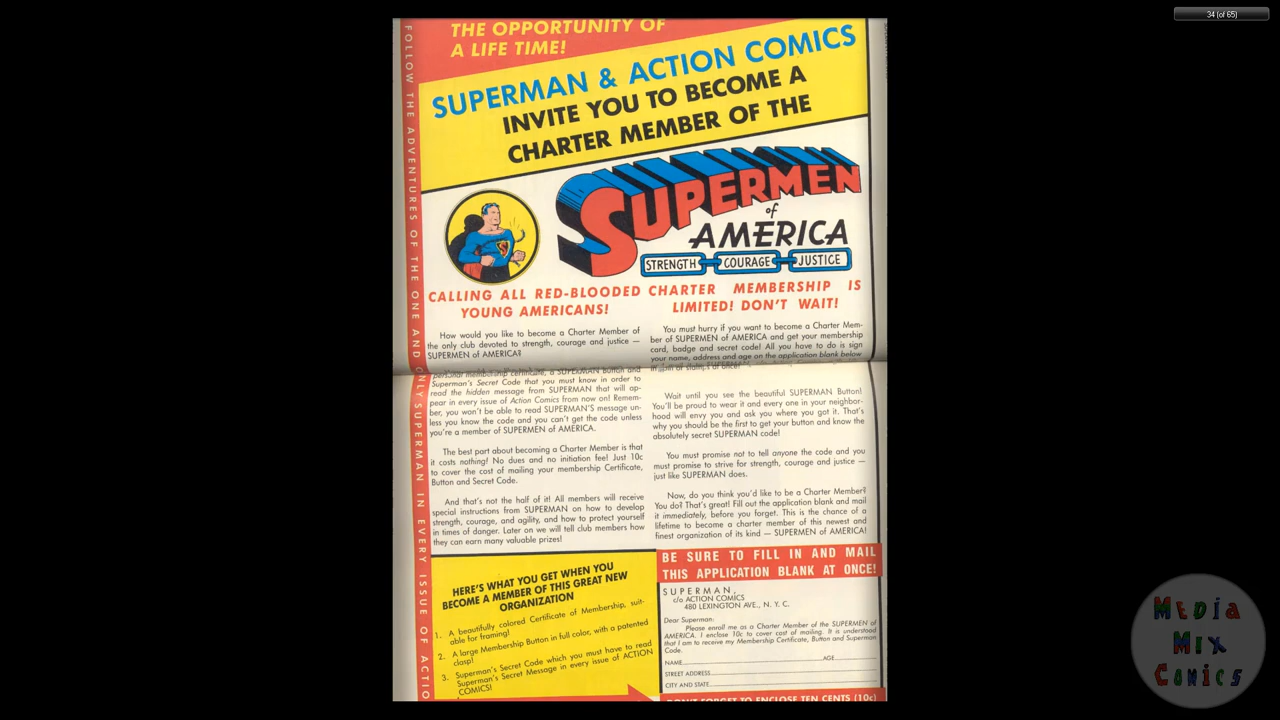 34 (of 65)
THE OPPORTUNITY OF
A LIFE TIME!
SUPERMAN & ACTION COMICS
INVITE YOU TO BECOME A
CHARTER MEMBER OF THE
SUPERMEN
of
AMERICA
STRENGTH COURAGE JUSTICE
FOLLOW THE ADVENTURES OF THE ONE AND ONLY SUPERMAN IN EVERY ISSUE OF ACTIO
CALLING ALL RED-BLOODED
YOUNG AMERICANS!
How would you like to become a Charter Member of
the only club devoted to strength, courage and justice —
SUPERMEN of AMERICA?
personal membership certificate, a SUPERMAN Button and
Superman's Secret Code that you must know in order to
read the hidden message from SUPERMAN that will ap-
pear in every issue of Action Comics from now on! Remem-
ber, you won't be able to read SUPERMAN'S message un-
less you know the code and you can't get the code unless
you're a member of SUPERMEN of AMERICA.
The best part about becoming a Charter Member is that
it costs nothing! No dues and no initiation fee! Just 10c
to cover the cost of mailing your membership Certificate,
Button and Secret Code.
And that's not the half of it! All members will receive
special instructions from SUPERMAN on how to develop
strength, courage, and agility, and how to protect yourself
in times of danger. Later on we will tell club members how
they can earn many valuable prizes!
CHARTER MEMBERSHIP IS
LIMITED! DON'T WAIT!
You must hurry if you want to become a Charter Mem-
ber of SUPERMEN of AMERICA and get your membership
card, badge and secret code! All you have to do is sign
your name, address and age on the application blank below
of stamps at once!
Wait until you see the beautiful SUPERMAN Button!
You'll be proud to wear it and every one in your neighbor-
hood will envy you and ask you where you got it. That's
why you should be the first to get your button and know the
absolutely secret SUPERMAN code!
You must promise not to tell anyone the code and you
must promise to strive for strength, courage and justice —
just like SUPERMAN does.
Now, do you think you'd like to be a Charter Member?
You do? That's great! Fill out the application blank and mail
it immediately, before you forget. This is the chance of a
lifetime to become a charter member of this newest and
finest organization of its kind — SUPERMEN of AMERICA!
HERE'S WHAT YOU GET WHEN YOU
BECOME A MEMBER OF THIS GREAT NEW
ORGANIZATION
1. A beautifully colored Certificate of Membership, suit-
able for framing!
2. A large Membership Button in full color, with a patented
clasp!
3. Superman's Secret Code which you must have to read
Superman's Secret Message in every issue of ACTION
COMICS!
BE SURE TO FILL IN AND MAIL
THIS APPLICATION BLANK AT ONCE!
SUPERMAN,
c/o ACTION COMICS
480 LEXINGTON AVE., N. Y. C.
Dear Superman:
Please enroll me as a Charter Member of the SUPERMEN of
AMERICA. I enclose 10c to cover cost of mailing. It is understood
that I am to receive my Membership Certificate, Button and Superman
Code.
NAME AGE
STREET ADDRESS
CITY AND STATE
DON'T FORGET TO ENCLOSE TEN CENTS (10c)
MEDIA
MIX
COMICS